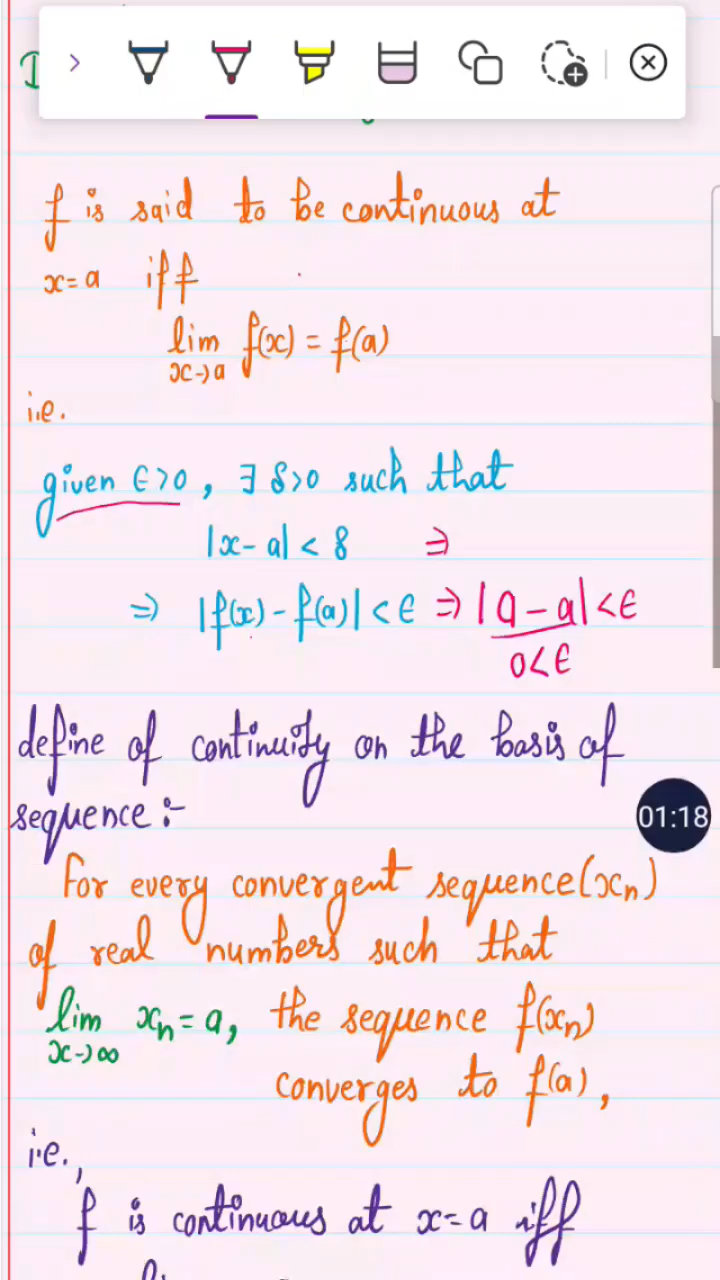 f is said to be continuous at
x=a iff
lim f(x) = f(a)
x→a
i.e.
given ϵ>0, ∃ δ>0 such that
|x-a| < δ ⇒
⇒ |f(x) - f(a)| < ϵ ⇒ |a - a| < ϵ
0<ϵ
define of continuity on the basis of
sequence :-
For every convergent sequence (xₙ)
of real numbers such that
lim xₙ = a, the sequence f(xₙ)
x→∞
converges to f(a),
i.e.,
f is continuous at x=a iff
01:18